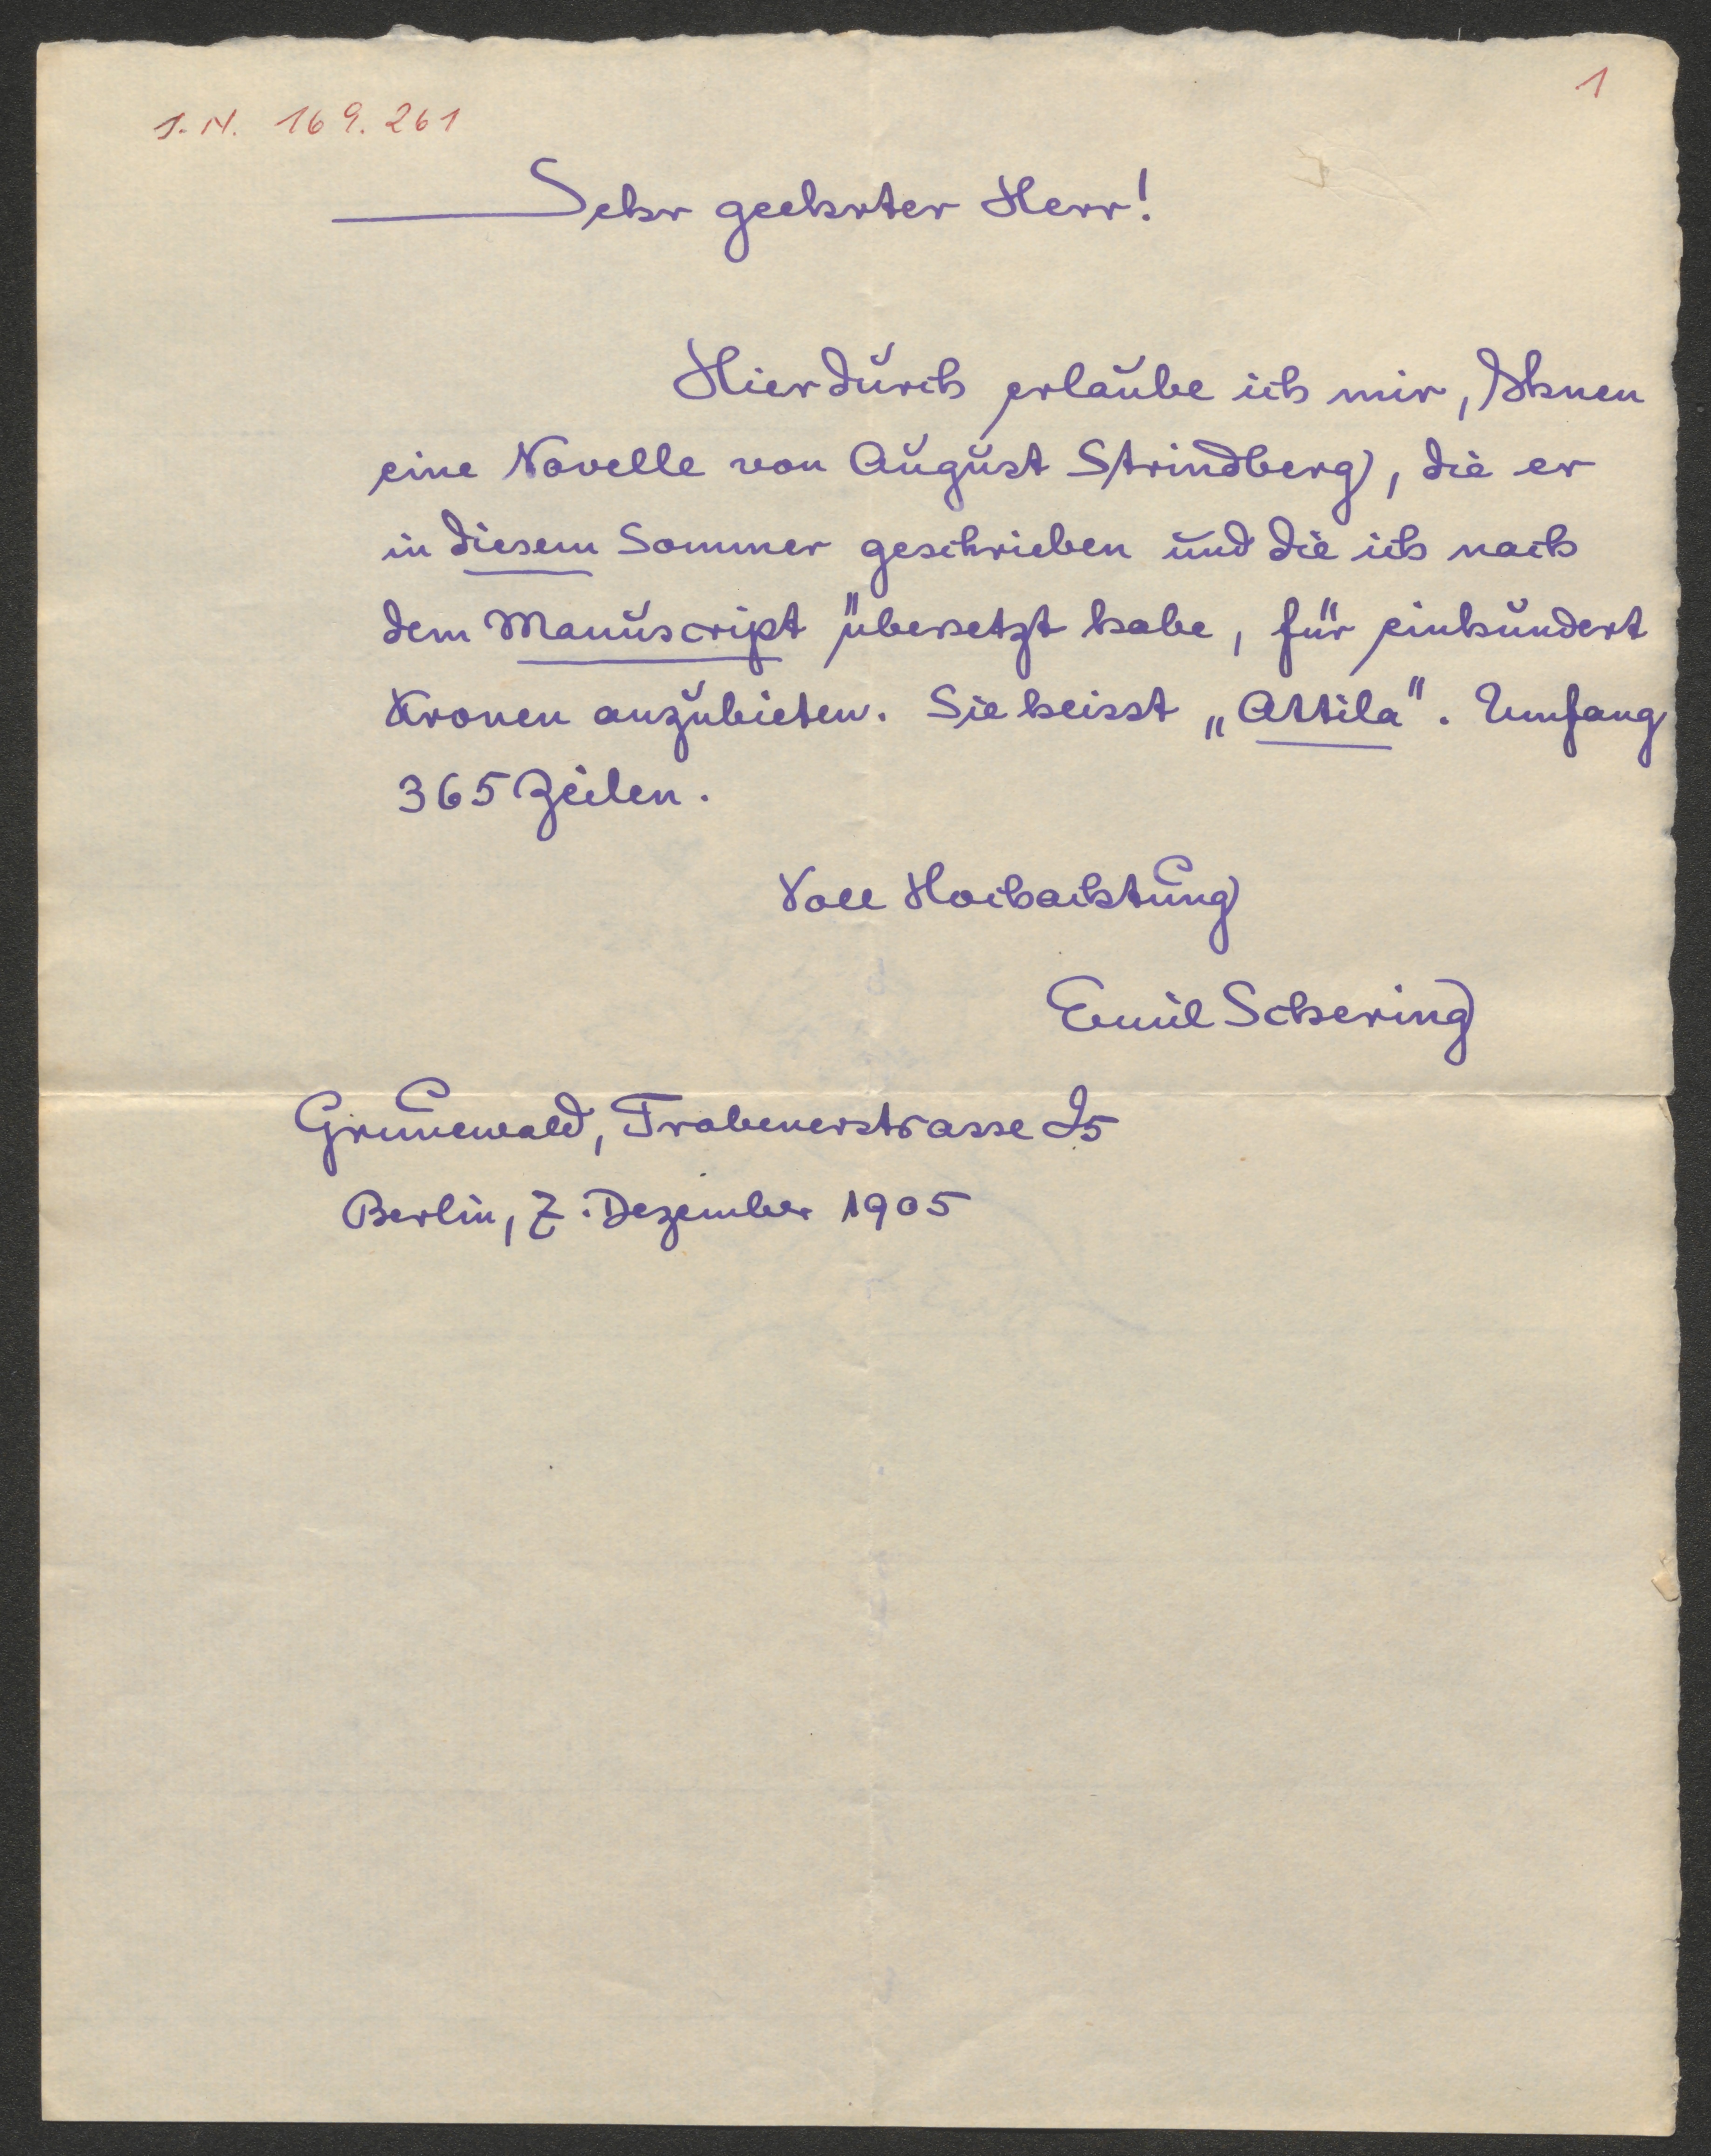 I. N. 169.261
1
Sehr geehrter Herr!
Hierdurch erlaube ich mir, Ihnen
eine Novelle von August Strindberg, die er
in diesem Sommer geschrieben und die ich nach
dem Manuscript übersetzt habe, für einhundert
Kronen anzubieten. Sie heisst „Attila". Umfang
365 Zeilen.
Voll Hochachtung
Emil Schering
Grunewald, Trabenerstrasse 25
Berlin, 7. Dezember 1905